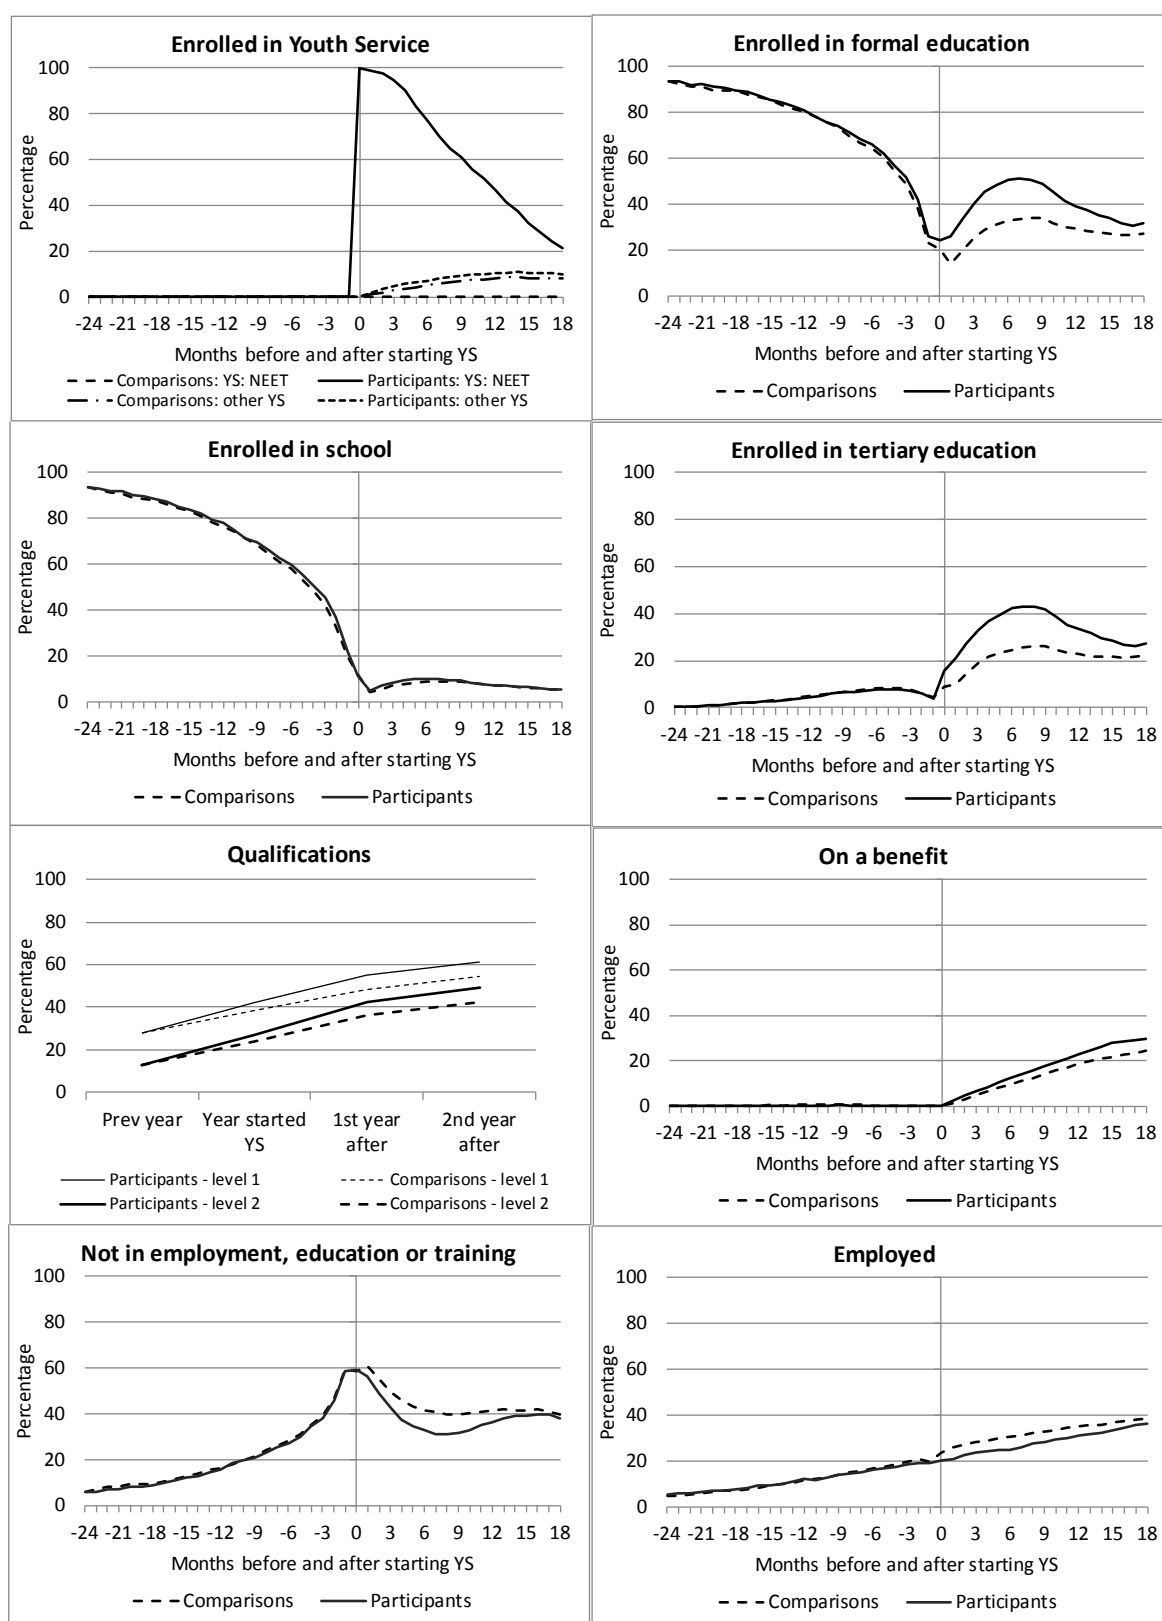 Enrolled in Youth Service
Percentage
100
80
60
40
20
0
-24 -21 -18 -15 -12 -9 -6 -3 0 3 6 9 12 15 18
Months before and after starting YS
Comparisons: YS: NEET Participants: YS: NEET
Comparisons: other YS Participants: other YS
Enrolled in formal education
Percentage
100
80
60
40
20
0
-24 -21 -18 -15 -12 -9 -6 -3 0 3 6 9 12 15 18
Months before and after starting YS
Comparisons Participants
Enrolled in school
Percentage
100
80
60
40
20
0
-24 -21 -18 -15 -12 -9 -6 -3 0 3 6 9 12 15 18
Months before and after starting YS
Comparisons Participants
Enrolled in tertiary education
Percentage
100
80
60
40
20
0
-24 -21 -18 -15 -12 -9 -6 -3 0 3 6 9 12 15 18
Months before and after starting YS
Comparisons Participants
Qualifications
Percentage
100
80
60
40
20
0
Prev year Year started 1st year 2nd year
YS after after
Participants - level 1 Comparisons - level 1
Participants - level 2 Comparisons - level 2
On a benefit
Percentage
100
80
60
40
20
0
-24 -21 -18 -15 -12 -9 -6 -3 0 3 6 9 12 15 18
Months before and after starting YS
Comparisons Participants
Not in employment, education or training
Percentage
100
80
60
40
20
0
-24 -21 -18 -15 -12 -9 -6 -3 0 3 6 9 12 15 18
Months before and after starting YS
Comparisons Participants
Employed
Percentage
100
80
60
40
20
0
-24 -21 -18 -15 -12 -9 -6 -3 0 3 6 9 12 15 18
Months before and after starting YS
Comparisons Participants